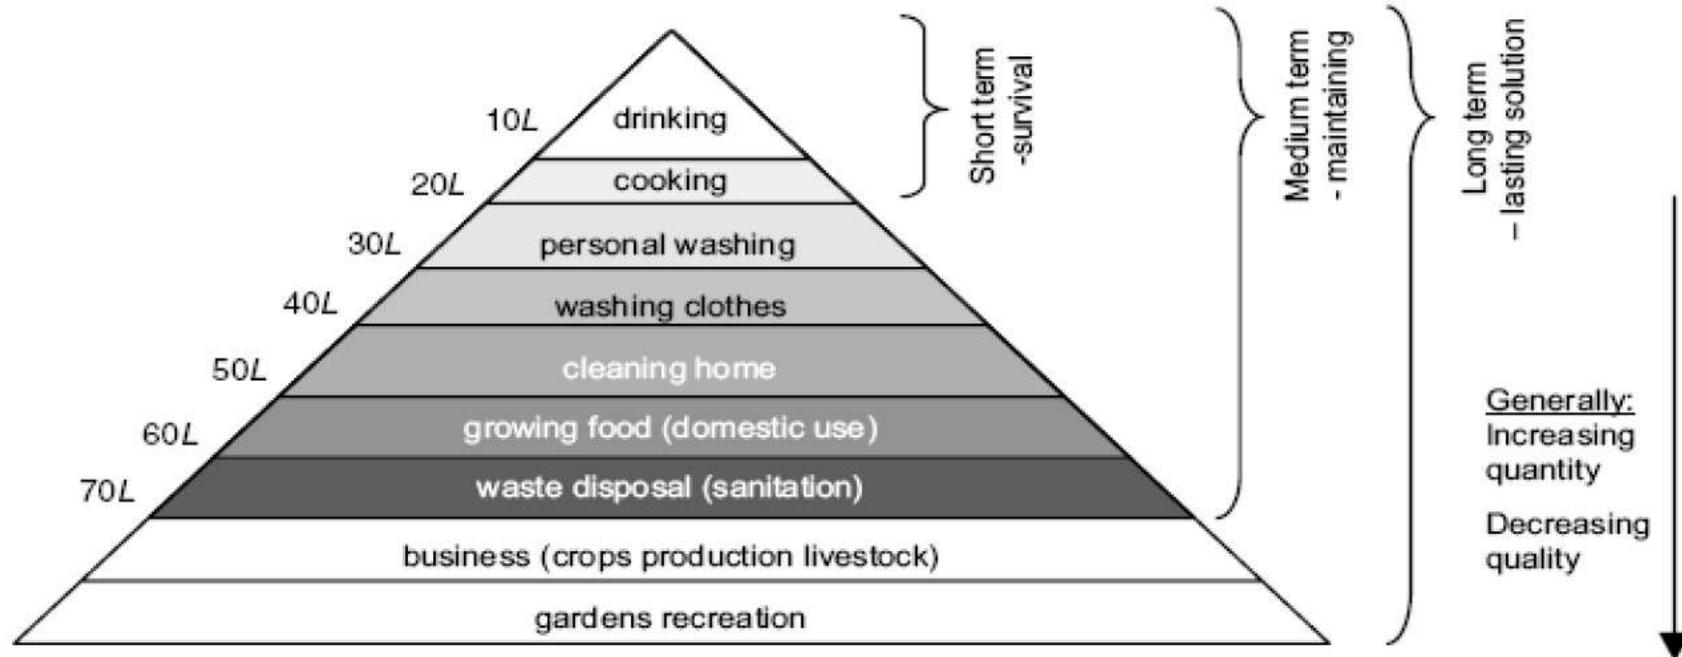 10L drinking
20L cooking
30L personal washing
40L washing clothes
50L cleaning home
60L growing food (domestic use)
70L waste disposal (sanitation)
business (crops production livestock)
gardens recreation
Short term
-survival
Medium term
- maintaining
Long term
– lasting solution
Generally:
Increasing
quantity
Decreasing
quality